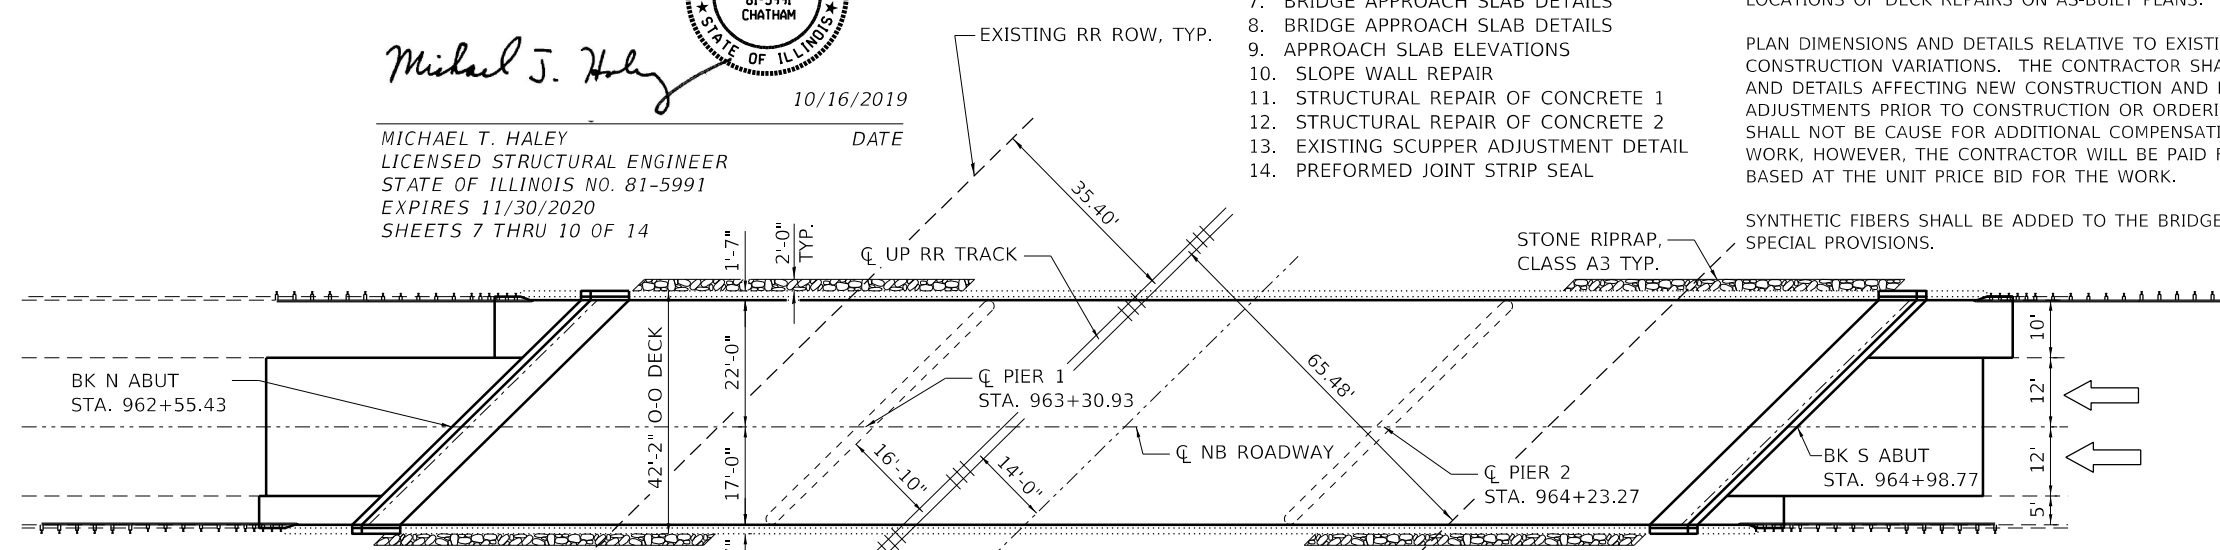 81-5991
CHATHAM
★ STATE OF ILLINOIS ★
Michael T. Haley
10/16/2019
MICHAEL T. HALEY DATE
LICENSED STRUCTURAL ENGINEER
STATE OF ILLINOIS NO. 81-5991
EXPIRES 11/30/2020
SHEETS 7 THRU 10 OF 14
EXISTING RR ROW, TYP.
7. BRIDGE APPROACH SLAB DETAILS
8. BRIDGE APPROACH SLAB DETAILS
9. APPROACH SLAB ELEVATIONS
10. SLOPE WALL REPAIR
11. STRUCTURAL REPAIR OF CONCRETE 1
12. STRUCTURAL REPAIR OF CONCRETE 2
13. EXISTING SCUPPER ADJUSTMENT DETAIL
14. PREFORMED JOINT STRIP SEAL
LOCATIONS OF DECK REPAIRS ON AS-BUILT PLANS.
PLAN DIMENSIONS AND DETAILS RELATIVE TO EXISTI
CONSTRUCTION VARIATIONS. THE CONTRACTOR SHA
AND DETAILS AFFECTING NEW CONSTRUCTION AND
ADJUSTMENTS PRIOR TO CONSTRUCTION OR ORDERI
SHALL NOT BE CAUSE FOR ADDITIONAL COMPENSATI
WORK, HOWEVER, THE CONTRACTOR WILL BE PAID F
BASED AT THE UNIT PRICE BID FOR THE WORK.
SYNTHETIC FIBERS SHALL BE ADDED TO THE BRIDGE
SPECIAL PROVISIONS.
35.40'
1'-7"
2'-0"
TYP.
℄ UP RR TRACK
STONE RIPRAP,
CLASS A3 TYP.
BK N ABUT
STA. 962+55.43
42'-2" O-O DECK
22'-0"
17'-0"
℄ PIER 1
STA. 963+30.93
16'-10"
14'-0"
℄ NB ROADWAY
65.48'
℄ PIER 2
STA. 964+23.27
BK S ABUT
STA. 964+98.77
10'
12'
12'
5'